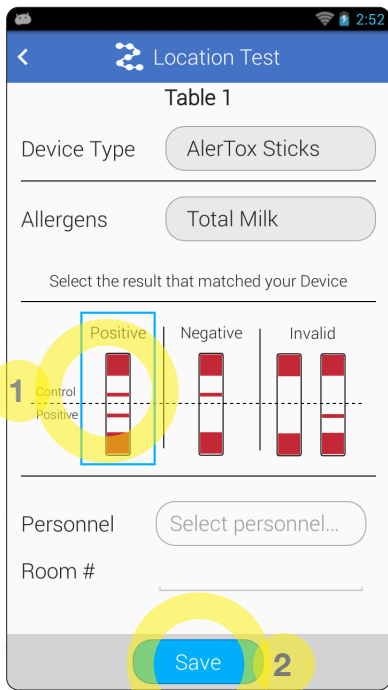 2:52
Location Test
Table 1
Device Type AlerTox Sticks
Allergens Total Milk
Select the result that matched your Device
Positive Negative Invalid
1
Control
Positive
Personnel Select personnel...
Room #
Save 2